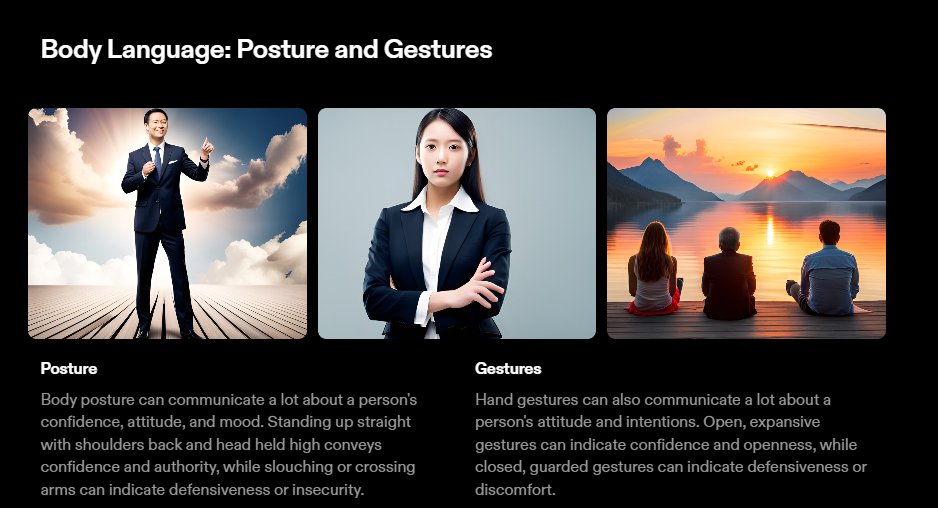 Body Language: Posture and Gestures
Posture
Body posture can communicate a lot about a person's
confidence, attitude, and mood. Standing up straight
with shoulders back and head held high conveys
confidence and authority, while slouching or crossing
arms can indicate defensiveness or insecurity.
Gestures
Hand gestures can also communicate a lot about a
person's attitude and intentions. Open, expansive
gestures can indicate confidence and openness, while
closed, guarded gestures can indicate defensiveness or
discomfort.